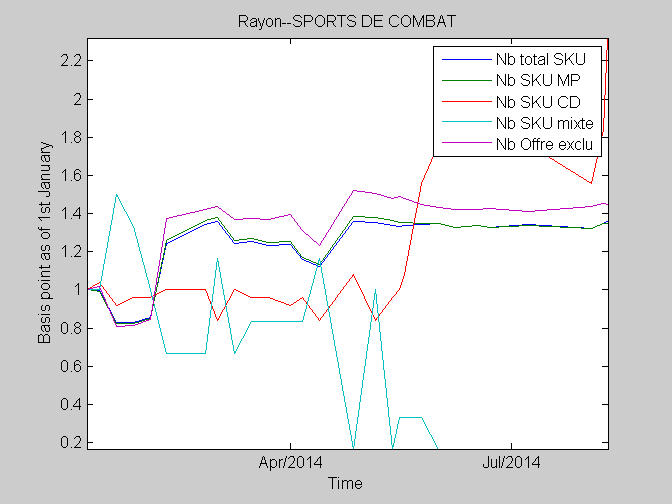 Rayon--SPORTS DE COMBAT
Nb total SKU
Nb SKU MP
Nb SKU CD
Nb SKU mixte
Nb Offre exclu
2.2
2
1.8
1.6
1.4
1.2
1
0.8
0.6
0.4
0.2
Basis point as of 1st January
Apr/2014
Jul/2014
Time